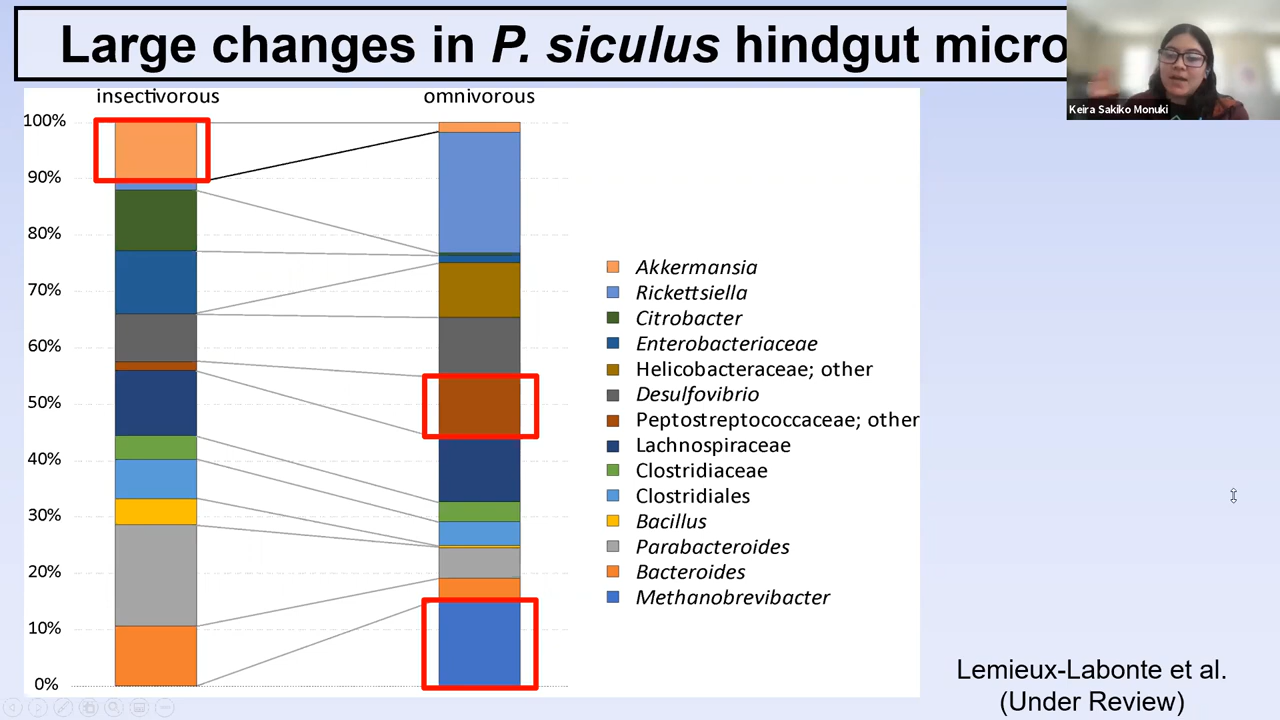 Large changes in P. siculus hindgut micro
Keira Sakiko Monuki
insectivorous
omnivorous
100%
90%
80%
70%
60%
50%
40%
30%
20%
10%
0%
Akkermansia
Rickettsiella
Citrobacter
Enterobacteriaceae
Helicobacteraceae; other
Desulfovibrio
Peptostreptococcaceae; other
Lachnospiraceae
Clostridiaceae
Clostridiales
Bacillus
Parabacteroides
Bacteroides
Methanobrevibacter
Lemieux-Labonte et al.
(Under Review)